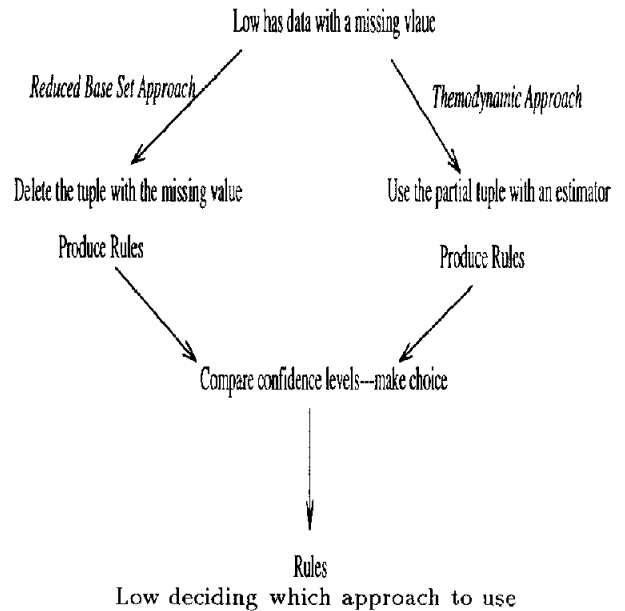 Low has data with a missing vlaue
Reduced Base Set Approach
Themodynamic Approach
Delete the tuple with the missing value
Use the partial tuple with an estimator
Produce Rules
Produce Rules
Compare confidence levels---make choice
Rules
Low deciding which approach to use